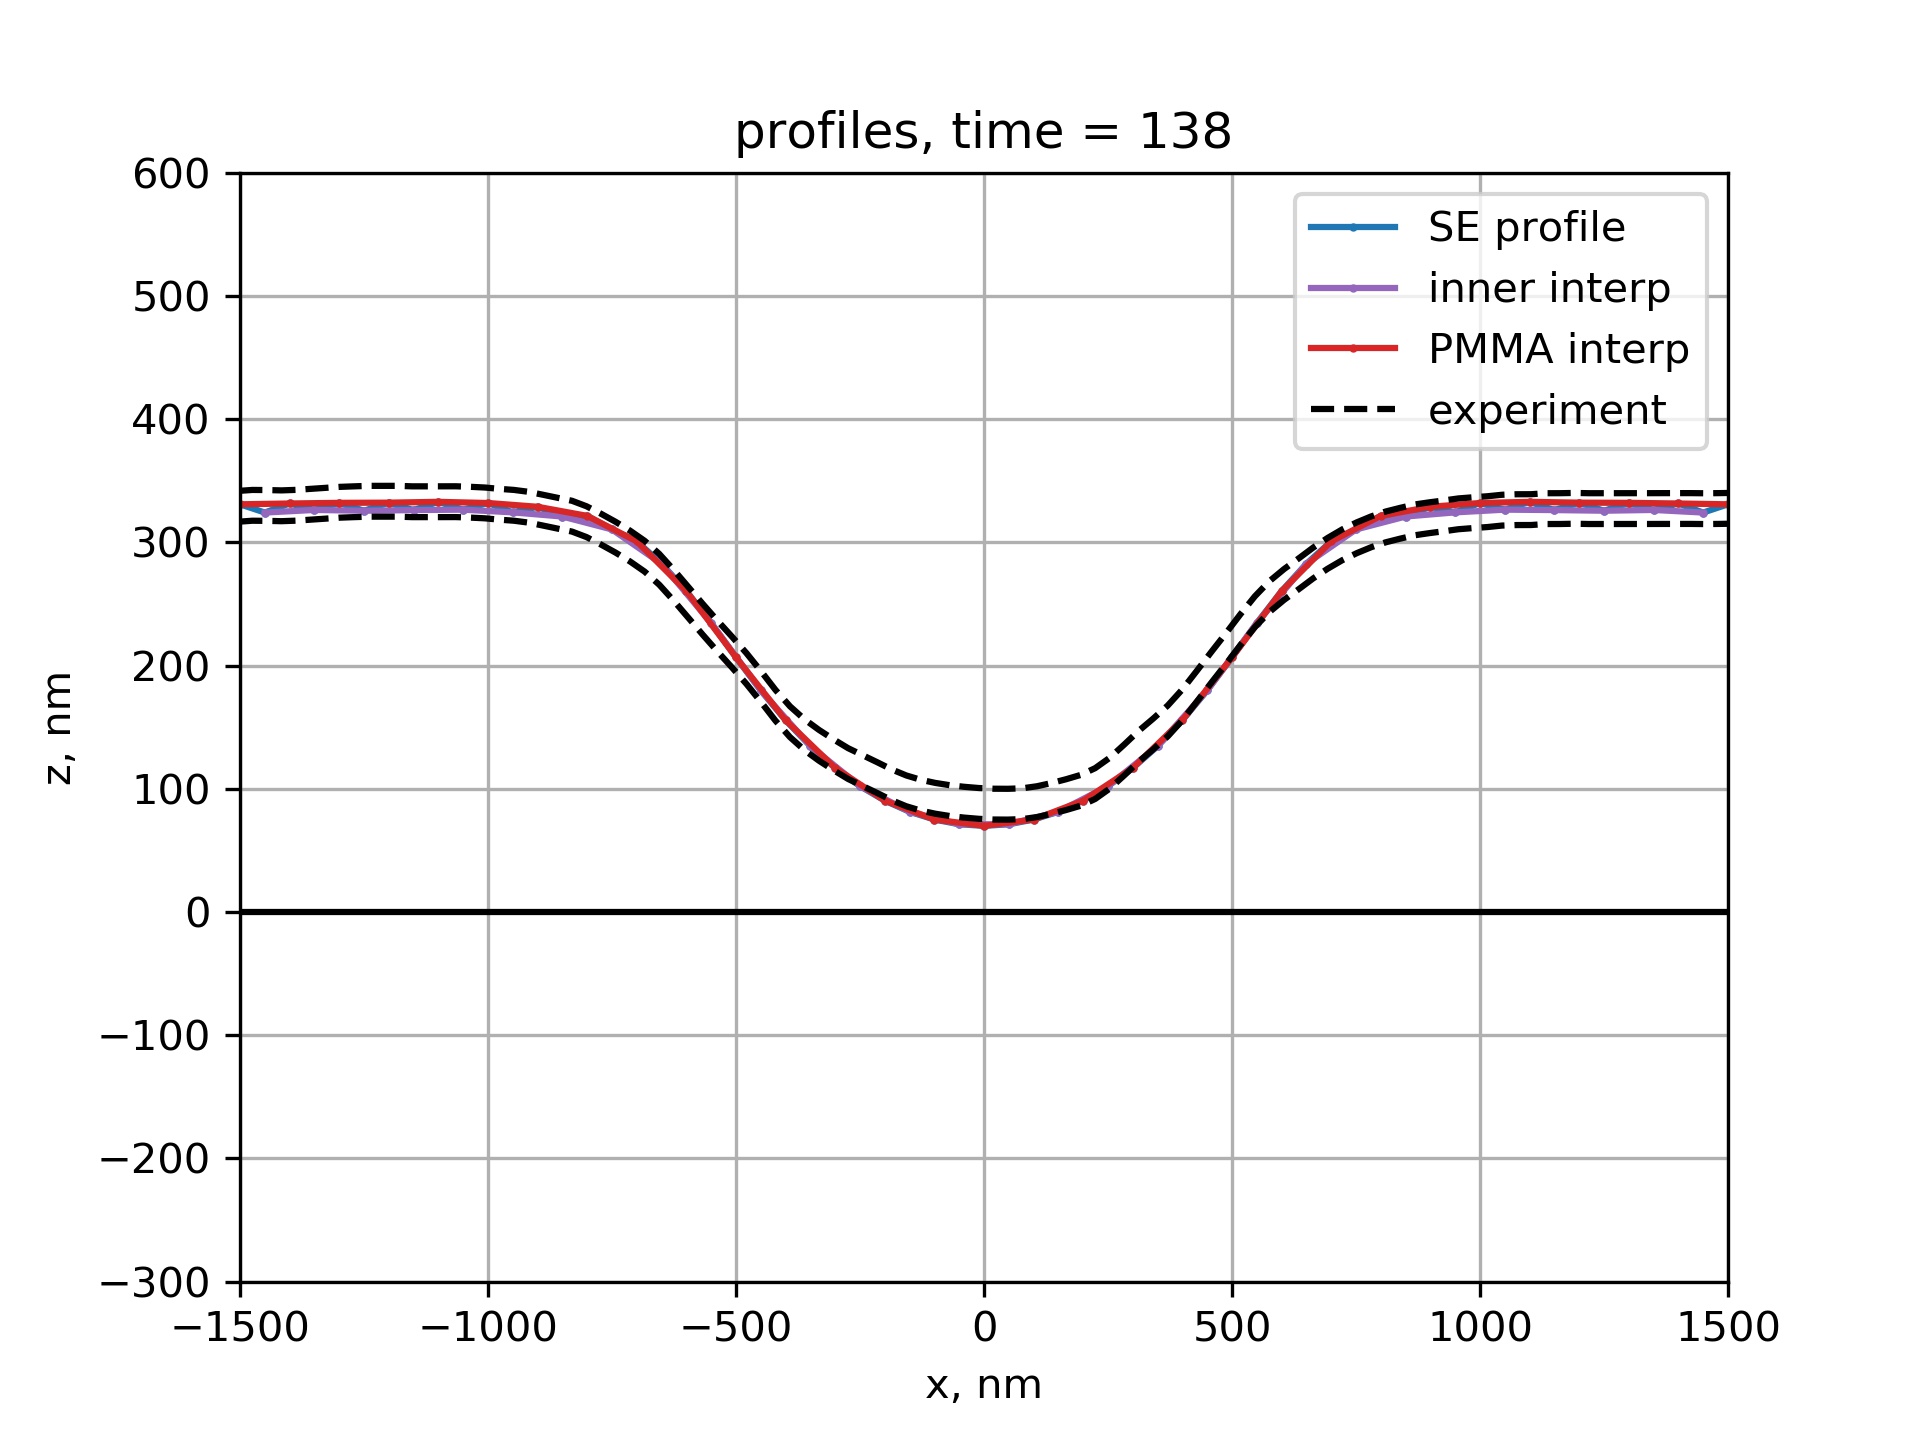 profiles, time = 138
600
500
400
300
200
100
0
−100
−200
−300
z, nm
SE profile
inner interp
PMMA interp
experiment
−1500 −1000 −500 0 500 1000 1500
x, nm